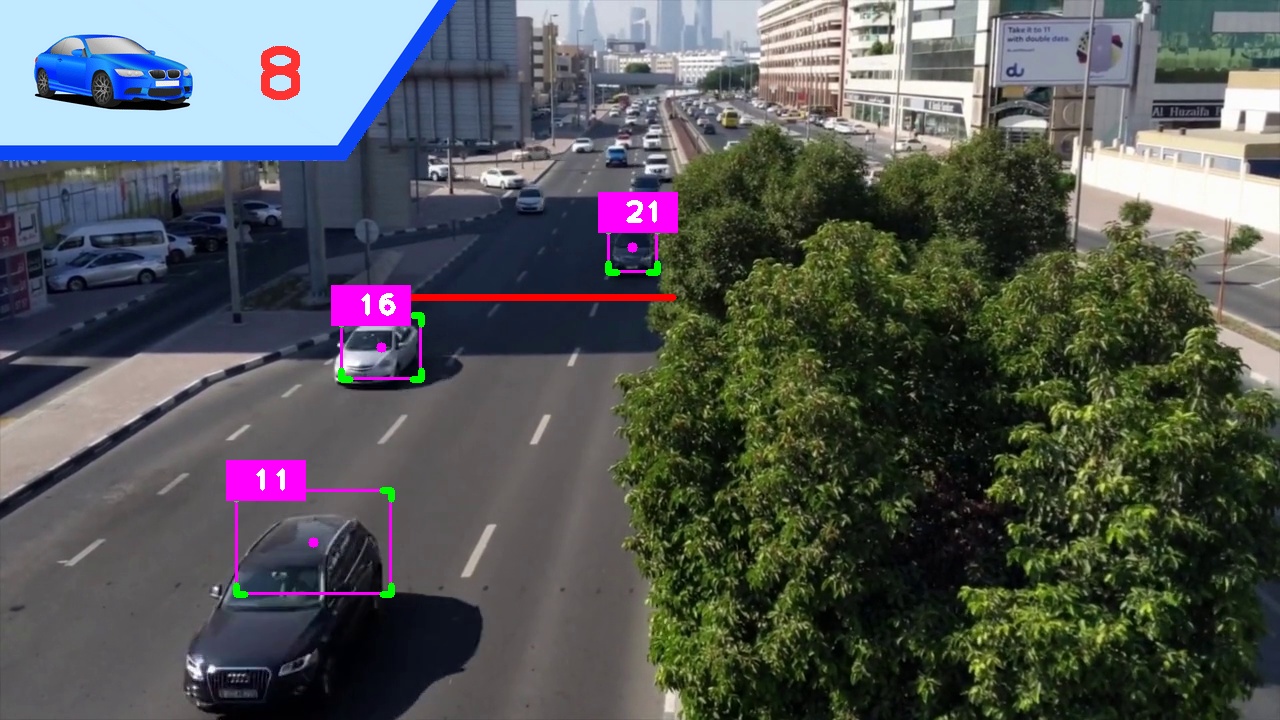 8
Take it to 11
with double data.
du
Al Huzaifa
21
16
11